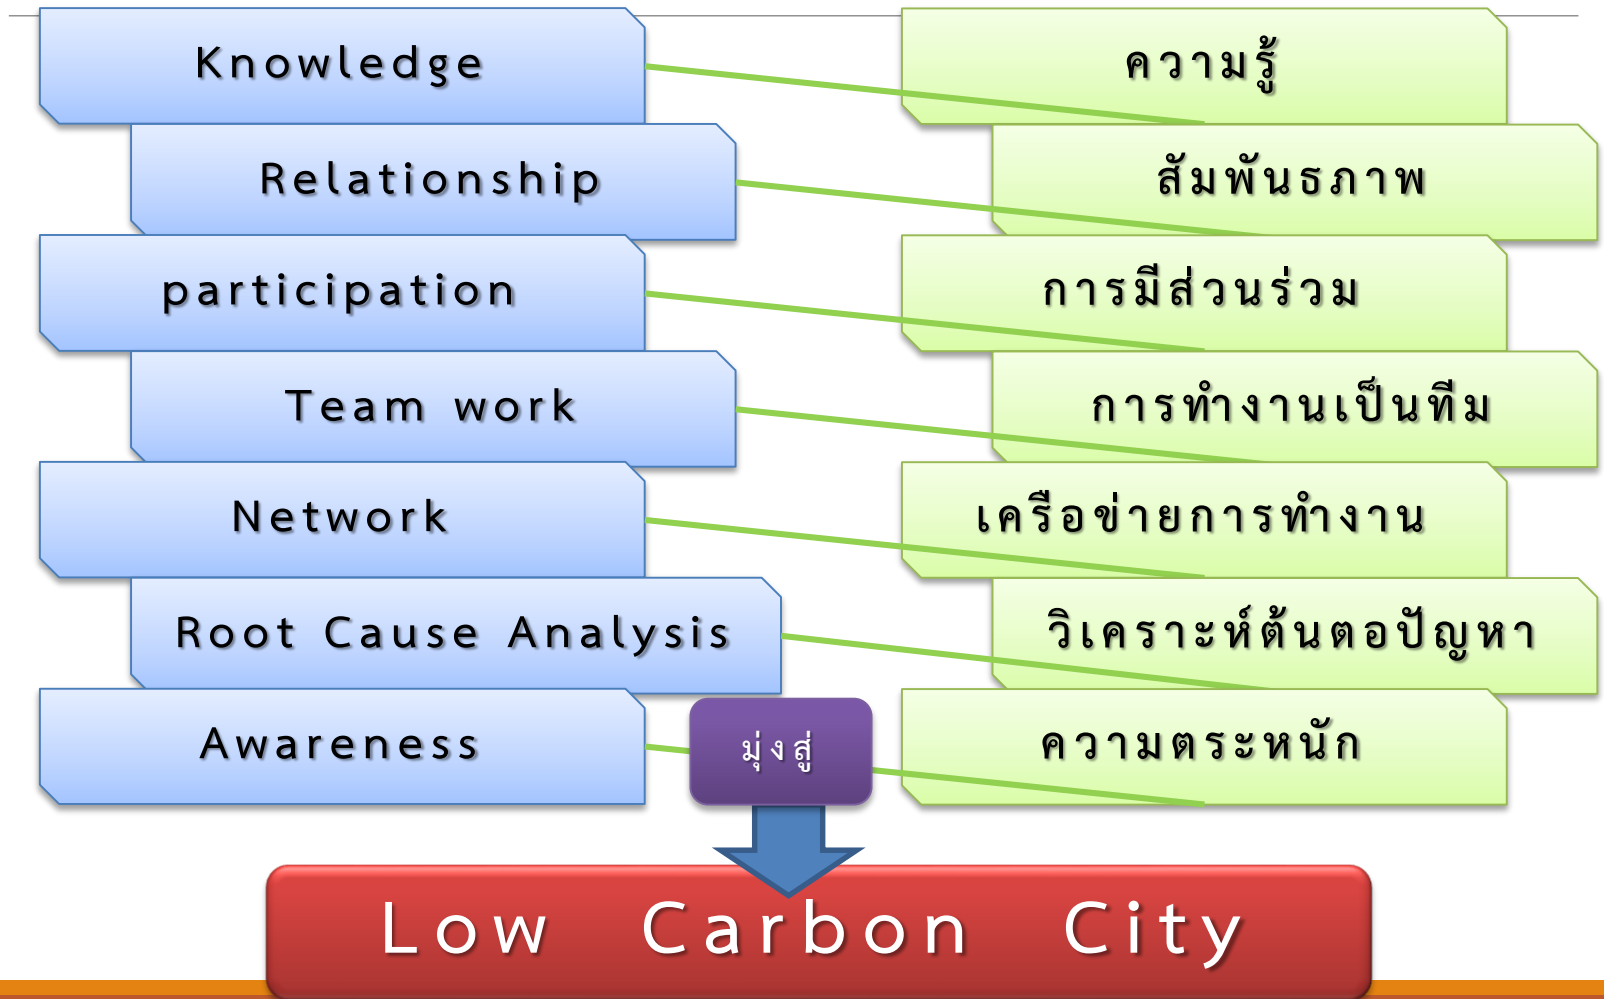 Knowledge
ความรู้
Relationship
สัมพันธภาพ
participation
การมีส่วนร่วม
Team work
การทำงานเป็นทีม
Network
เครือข่ายการทำงาน
Root Cause Analysis
วิเคราะห์ต้นตอปัญหา
Awareness
ความตระหนัก
มุ่งสู่
Low Carbon City